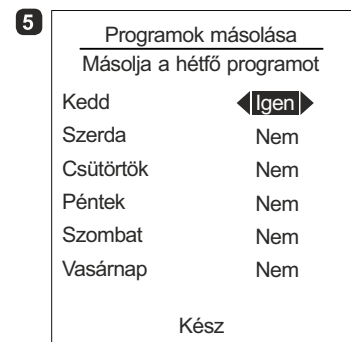 5
Programok másolása
Másolja a hétfő programot
Kedd Igen
Szerda Nem
Csütörtök Nem
Péntek Nem
Szombat Nem
Vasárnap Nem
Kész